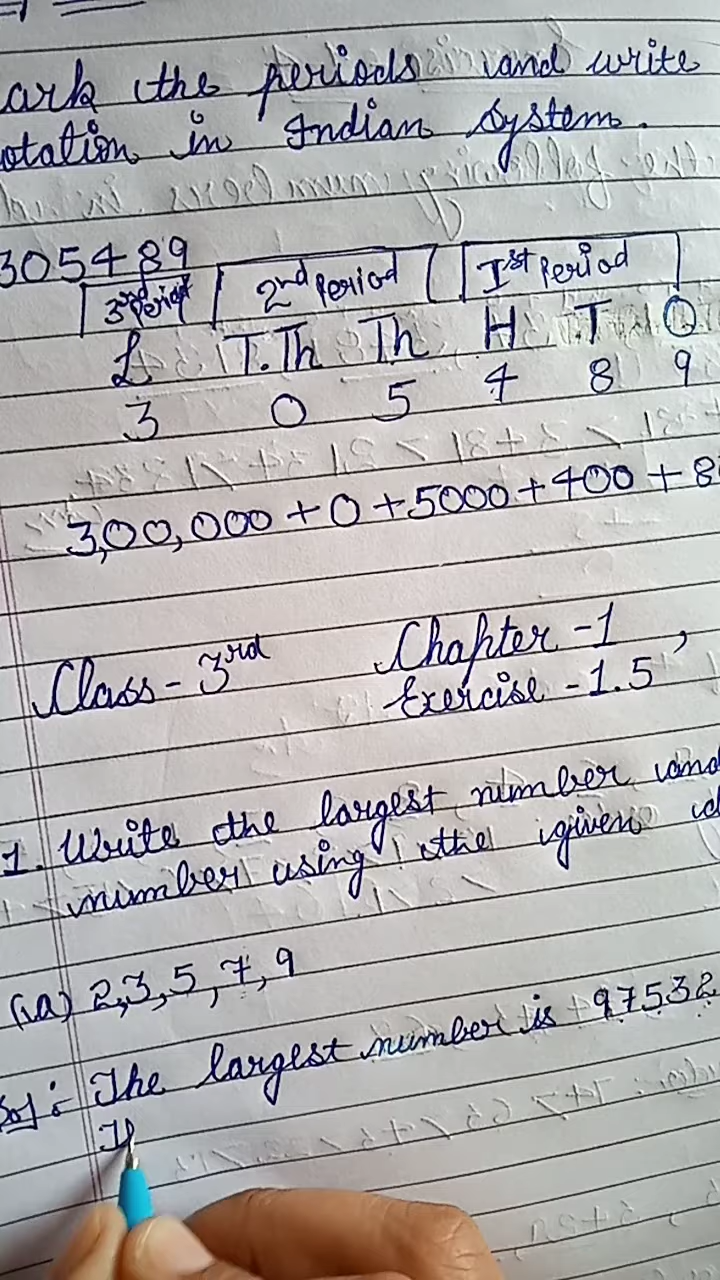 ark the periods and write
otation in Indian System.
305489
3rd Period 2nd Period Ist Period
L T.Th Th H T O
3 0 5 4 8 9
3,00,000 + 0 + 5000 + 400 + 8
Class - 3rd Chapter - 1,
Exercise - 1.5
1. Write the largest number and
number using the given d
(a) 2,3,5,7,9
Sol: The largest number is 97532